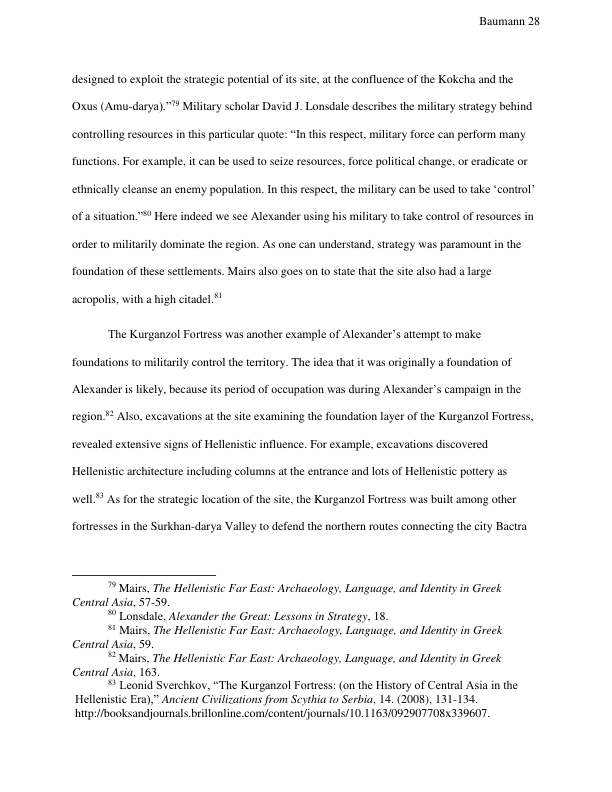 Baumann 28
designed to exploit the strategic potential of its site, at the confluence of the Kokcha and the
Oxus (Amu-darya).”79 Military scholar David J. Lonsdale describes the military strategy behind
controlling resources in this particular quote: “In this respect, military force can perform many
functions. For example, it can be used to seize resources, force political change, or eradicate or
ethnically cleanse an enemy population. In this respect, the military can be used to take ‘control’
of a situation.”80 Here indeed we see Alexander using his military to take control of resources in
order to militarily dominate the region. As one can understand, strategy was paramount in the
foundation of these settlements. Mairs also goes on to state that the site also had a large
acropolis, with a high citadel.81
The Kurganzol Fortress was another example of Alexander’s attempt to make
foundations to militarily control the territory. The idea that it was originally a foundation of
Alexander is likely, because its period of occupation was during Alexander’s campaign in the
region.82 Also, excavations at the site examining the foundation layer of the Kurganzol Fortress,
revealed extensive signs of Hellenistic influence. For example, excavations discovered
Hellenistic architecture including columns at the entrance and lots of Hellenistic pottery as
well.83 As for the strategic location of the site, the Kurganzol Fortress was built among other
fortresses in the Surkhan-darya Valley to defend the northern routes connecting the city Bactra
79 Mairs, The Hellenistic Far East: Archaeology, Language, and Identity in Greek
Central Asia, 57-59.
80 Lonsdale, Alexander the Great: Lessons in Strategy, 18.
81 Mairs, The Hellenistic Far East: Archaeology, Language, and Identity in Greek
Central Asia, 59.
82 Mairs, The Hellenistic Far East: Archaeology, Language, and Identity in Greek
Central Asia, 163.
83 Leonid Sverchkov, “The Kurganzol Fortress: (on the History of Central Asia in the
Hellenistic Era),” Ancient Civilizations from Scythia to Serbia, 14. (2008), 131-134.
http://booksandjournals.brillonline.com/content/journals/10.1163/092907708x339607.